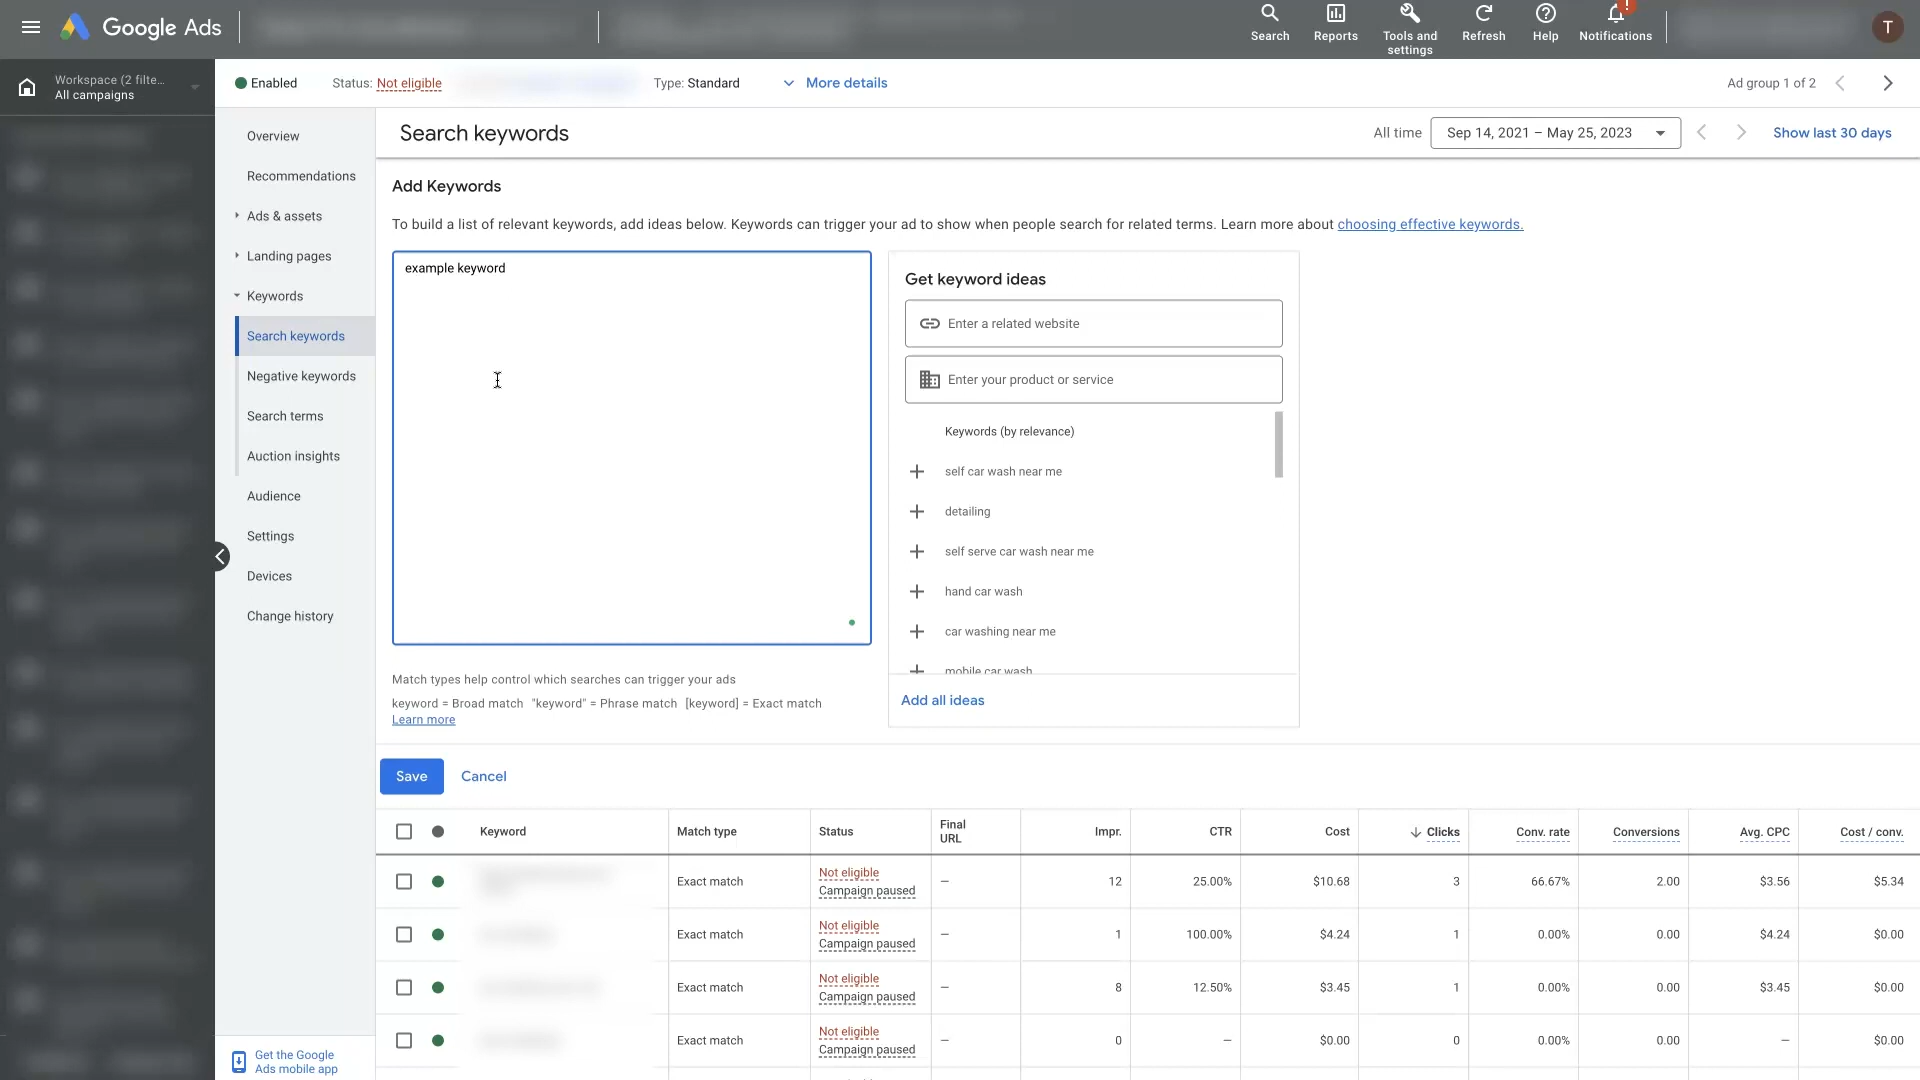 Google Ads
Search
Reports
Tools and
settings
Refresh
Help
Notifications
!
T
Workspace (2 filte...
All campaigns
Enabled
Status: Not eligible
Type: Standard
More details
Ad group 1 of 2
Overview
Recommendations
Ads & assets
Landing pages
Keywords
Search keywords
Negative keywords
Search terms
Auction insights
Audience
Settings
Devices
Change history
Get the Google
Ads mobile app
Search keywords
All time
Sep 14, 2021 – May 25, 2023
Show last 30 days
Add Keywords
To build a list of relevant keywords, add ideas below. Keywords can trigger your ad to show when people search for related terms. Learn more about choosing effective keywords.
example keyword
Get keyword ideas
Enter a related website
Enter your product or service
Keywords (by relevance)
self car wash near me
detailing
self serve car wash near me
hand car wash
car washing near me
mobile car wash
Add all ideas
Match types help control which searches can trigger your ads
keyword = Broad match "keyword" = Phrase match [keyword] = Exact match
Learn more
Save
Cancel
Keyword Match type Status Final URL Impr. CTR Cost Clicks Conv. rate Conversions Avg. CPC Cost / conv.
Exact match Not eligible Campaign paused — 12 25.00% $10.68 3 66.67% 2.00 $3.56 $5.34
Exact match Not eligible Campaign paused — 1 100.00% $4.24 1 0.00% 0.00 $4.24 $0.00
Exact match Not eligible Campaign paused — 8 12.50% $3.45 1 0.00% 0.00 $3.45 $0.00
Exact match Not eligible Campaign paused — 0 — $0.00 0 0.00% 0.00 — $0.00